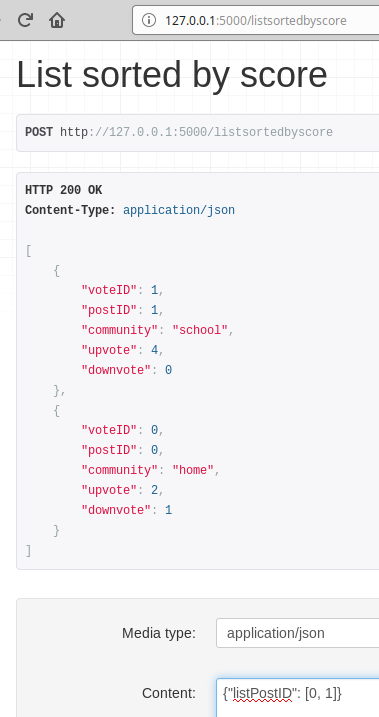 127.0.0.1:5000/listsortedbyscore
List sorted by score
POST http://127.0.0.1:5000/listsortedbyscore
HTTP 200 OK
Content-Type: application/json
[
    {
        "voteID": 1,
        "postID": 1,
        "community": "school",
        "upvote": 4,
        "downvote": 0
    },
    {
        "voteID": 0,
        "postID": 0,
        "community": "home",
        "upvote": 2,
        "downvote": 1
    }
]
Media type: application/json
Content: {"listPostID": [0, 1]}